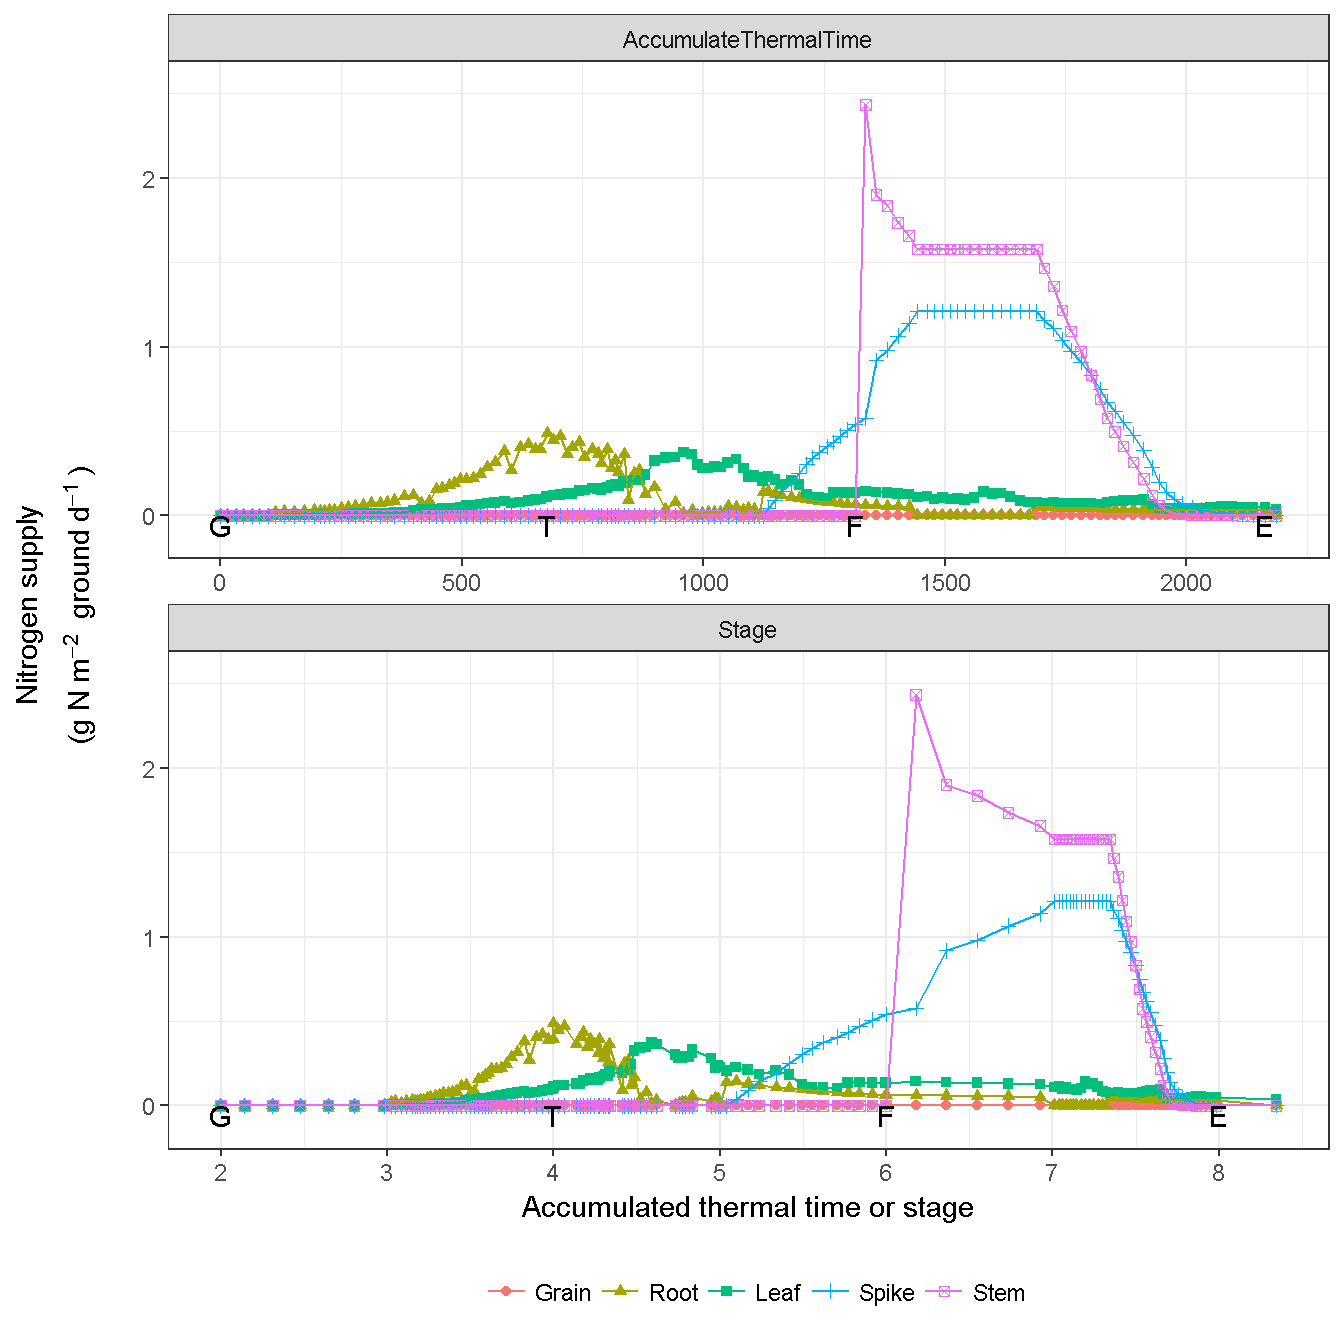 AccumulateThermalTime
2
1
0
G
T
F
E
0
500
1000
1500
2000
Nitrogen supply
(g N m⁻² ground d⁻¹)
Stage
2
1
0
G
T
F
E
2
3
4
5
6
7
8
Accumulated thermal time or stage
Grain
Root
Leaf
Spike
Stem